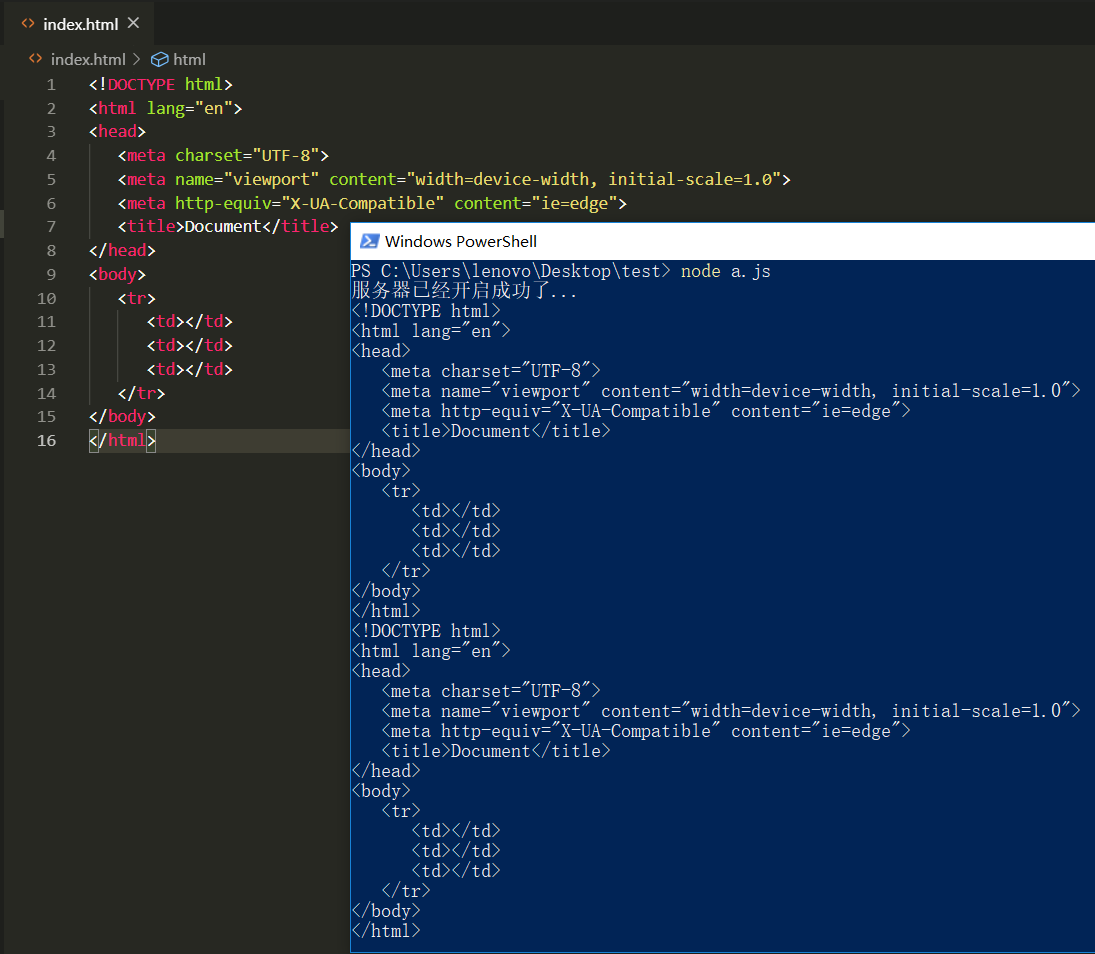 index.html
index.html > html
1 <!DOCTYPE html>
2 <html lang="en">
3 <head>
4 <meta charset="UTF-8">
5 <meta name="viewport" content="width=device-width, initial-scale=1.0">
6 <meta http-equiv="X-UA-Compatible" content="ie=edge">
7 <title>Document</title>
8 </head>
9 <body>
10 <tr>
11 <td></td>
12 <td></td>
13 <td></td>
14 </tr>
15 </body>
16 </html>
Windows PowerShell
PS C:\Users\lenovo\Desktop\test> node a.js
服务器已经开启成功了...
<!DOCTYPE html>
<html lang="en">
<head>
<meta charset="UTF-8">
<meta name="viewport" content="width=device-width, initial-scale=1.0">
<meta http-equiv="X-UA-Compatible" content="ie=edge">
<title>Document</title>
</head>
<body>
<tr>
<td></td>
<td></td>
<td></td>
</tr>
</body>
</html>
<!DOCTYPE html>
<html lang="en">
<head>
<meta charset="UTF-8">
<meta name="viewport" content="width=device-width, initial-scale=1.0">
<meta http-equiv="X-UA-Compatible" content="ie=edge">
<title>Document</title>
</head>
<body>
<tr>
<td></td>
<td></td>
<td></td>
</tr>
</body>
</html>